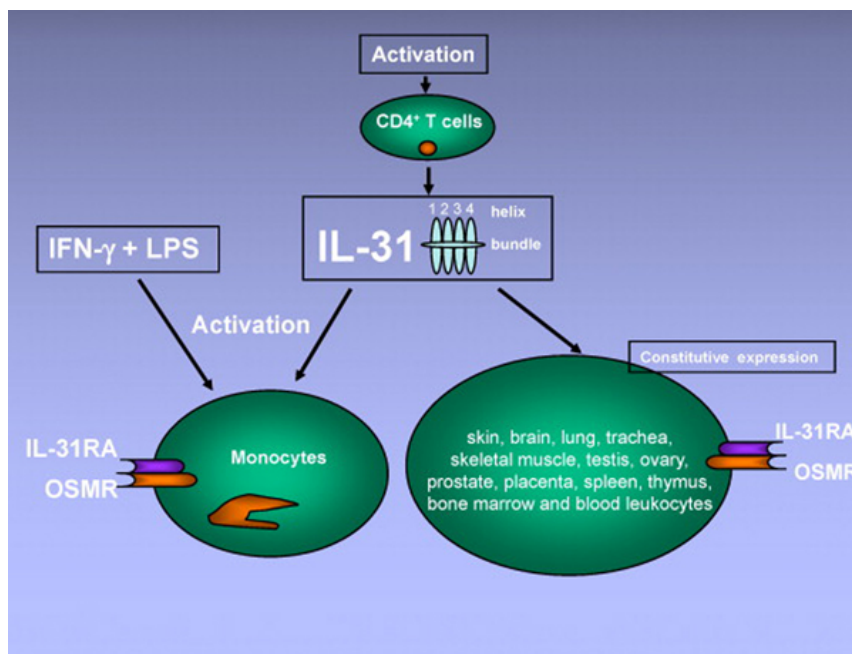 Activation
CD4⁺ T cells
1 2 3 4 helix
IL-31 bundle
IFN-γ + LPS
Activation
Constitutive expression
IL-31RA
OSMR
Monocytes
skin, brain, lung, trachea,
skeletal muscle, testis, ovary,
prostate, placenta, spleen, thymus,
bone marrow and blood leukocytes
IL-31RA
OSMR